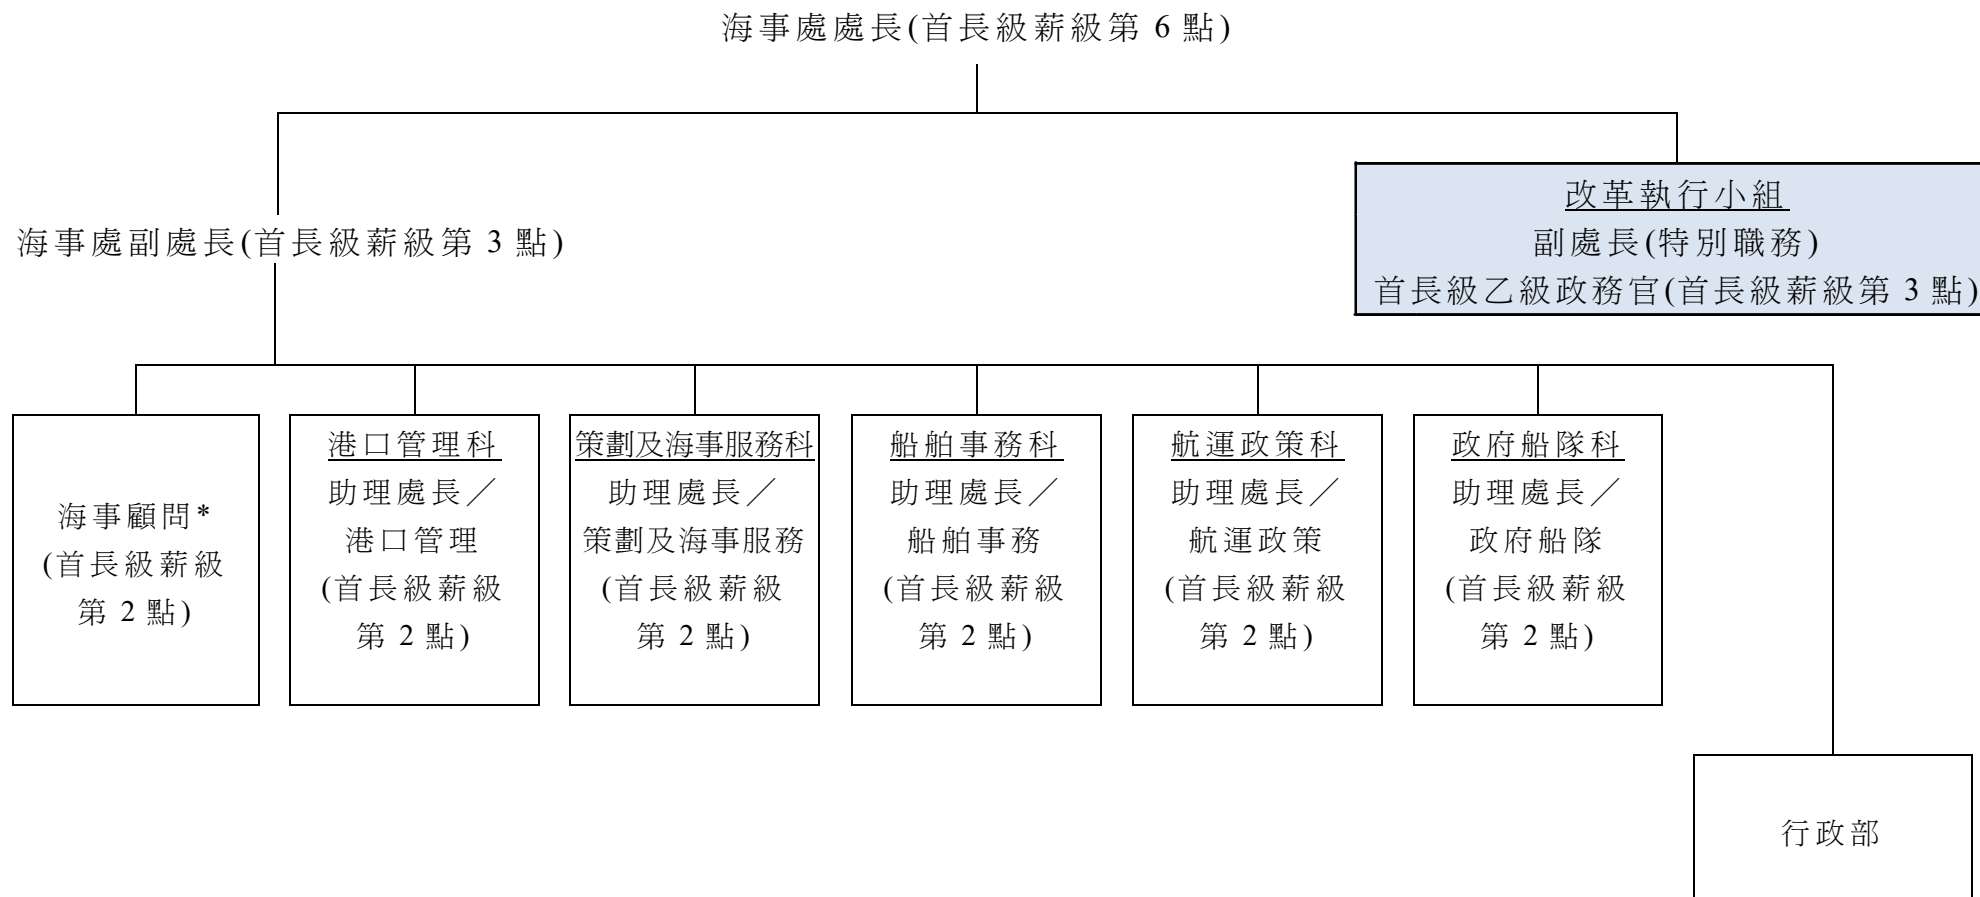 海事處處長(首長級薪級第 6 點)
改革執行小組
副處長(特別職務)
首長級乙級政務官(首長級薪級第 3 點)
海事處副處長(首長級薪級第 3 點)
海事顧問*
(首長級薪級
第 2 點)
港口管理科
助理處長／
港口管理
(首長級薪級
第 2 點)
策劃及海事服務科
助理處長／
策劃及海事服務
(首長級薪級
第 2 點)
船舶事務科
助理處長／
船舶事務
(首長級薪級
第 2 點)
航運政策科
助理處長／
航運政策
(首長級薪級
第 2 點)
政府船隊科
助理處長／
政府船隊
(首長級薪級
第 2 點)
行政部